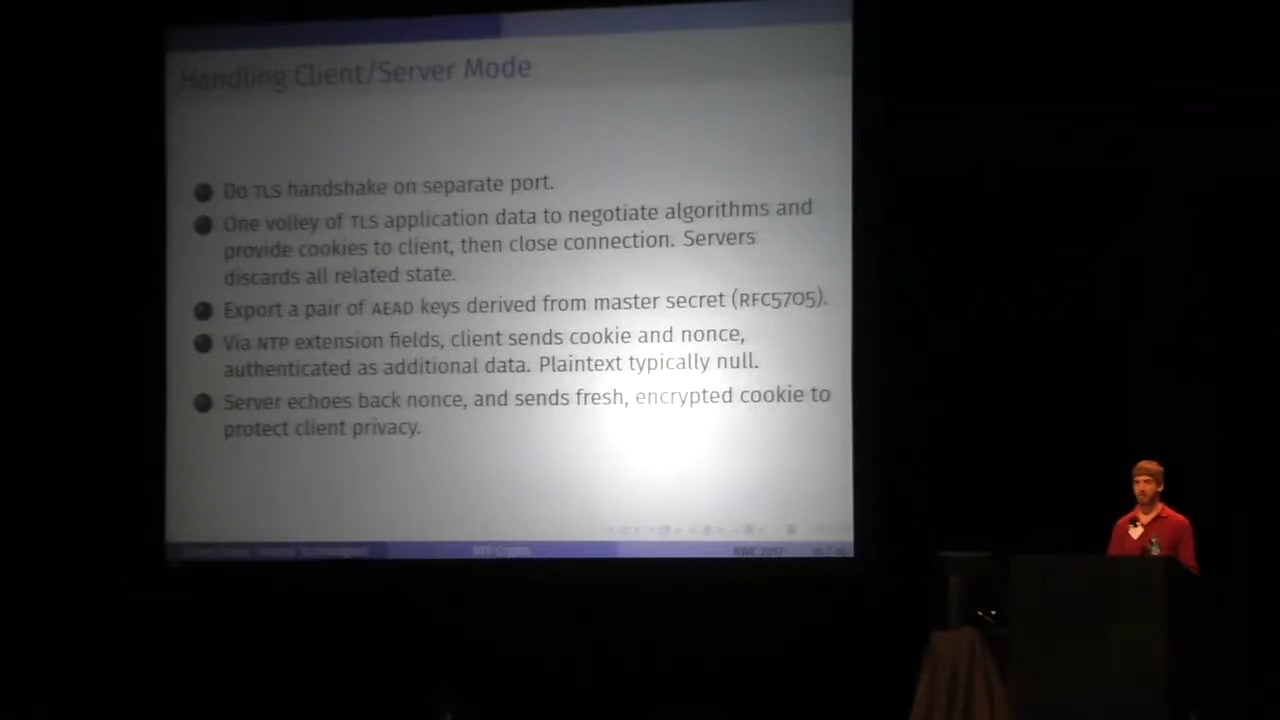 Handling Client/Server Mode
Do TLS handshake on separate port.
One volley of TLS application data to negotiate algorithms and
provide cookies to client, then close connection. Servers
discards all related state.
Export a pair of AEAD keys derived from master secret (RFC5705).
Via NTP extension fields, client sends cookie and nonce,
authenticated as additional data. Plaintext typically null.
Server echoes back nonce, and sends fresh, encrypted cookie to
protect client privacy.
NTP Crypto
RWC 2017